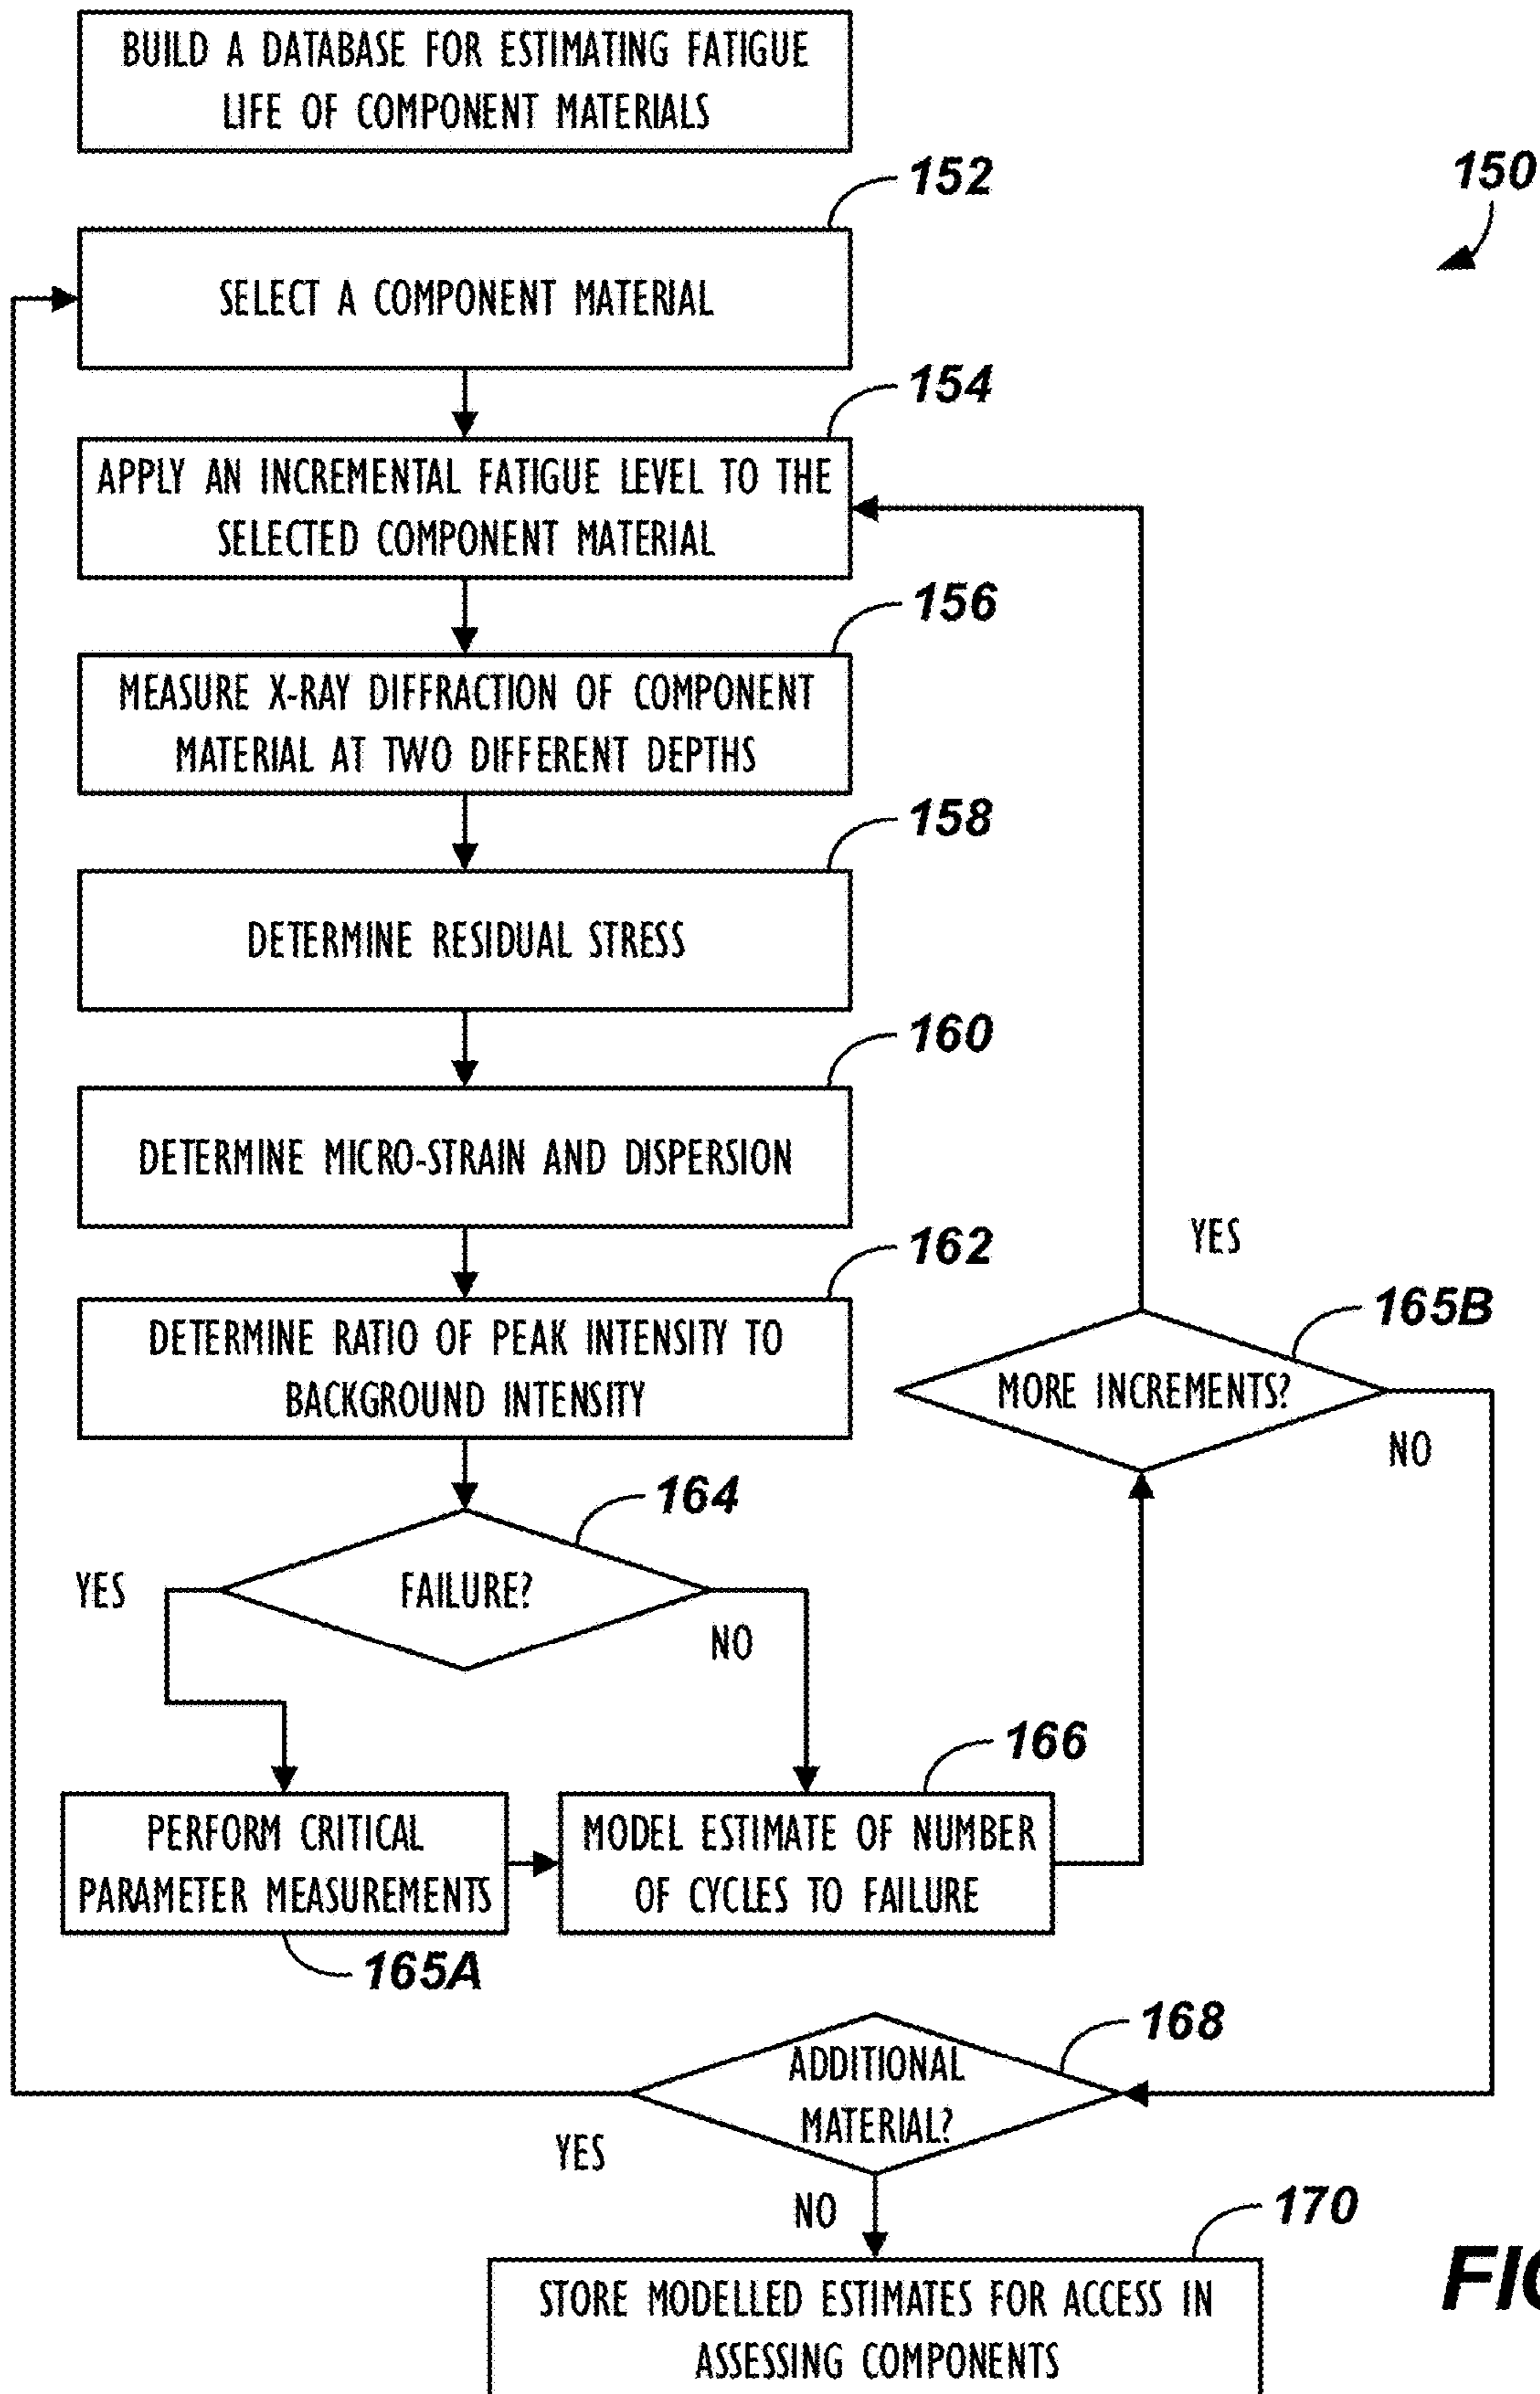 BUILD A DATABASE FOR ESTIMATING FATIGUE
LIFE OF COMPONENT MATERIALS
150
152
SELECT A COMPONENT MATERIAL
154
APPLY AN INCREMENTAL FATIGUE LEVEL TO THE
SELECTED COMPONENT MATERIAL
156
MEASURE X-RAY DIFFRACTION OF COMPONENT
MATERIAL AT TWO DIFFERENT DEPTHS
158
DETERMINE RESIDUAL STRESS
160
DETERMINE MICRO-STRAIN AND DISPERSION
162
DETERMINE RATIO OF PEAK INTENSITY TO
BACKGROUND INTENSITY
YES
165B
MORE INCREMENTS?
NO
164
FAILURE?
YES
NO
166
PERFORM CRITICAL
PARAMETER MEASUREMENTS
165A
MODEL ESTIMATE OF NUMBER
OF CYCLES TO FAILURE
168
ADDITIONAL
MATERIAL?
YES
NO
170
STORE MODELLED ESTIMATES FOR ACCESS IN
ASSESSING COMPONENTS